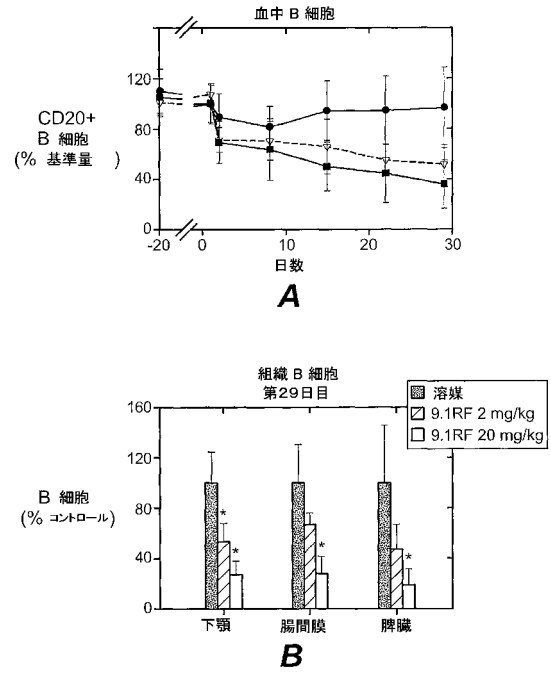 血中 B 細胞
CD20+
B 細胞
(% 基準量 )
120
80
40
0
-20 0 10 20 30
日数
A
組織 B 細胞
第29日目
溶媒
9.1RF 2 mg/kg
9.1RF 20 mg/kg
B 細胞
(% コントロール)
160
120
80
40
0
* * * *
下顎 腸間膜 脾臓
B